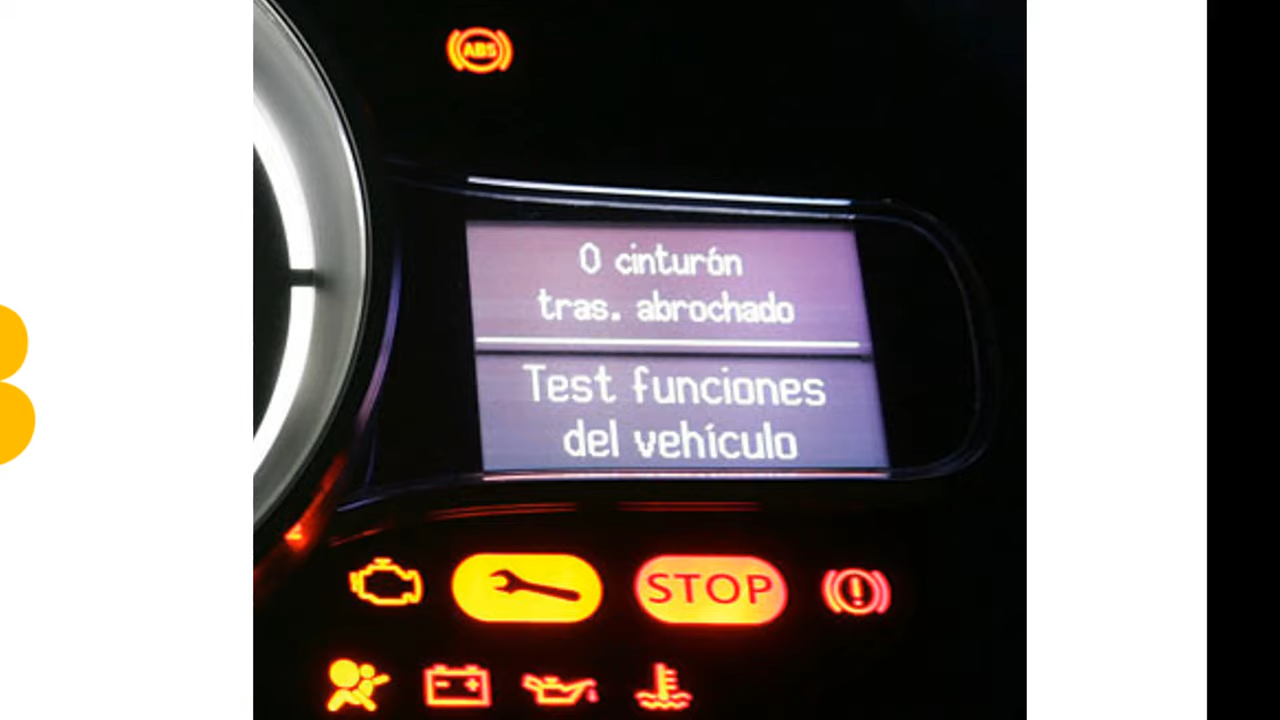 ABS
0 cinturón
tras. abrochado
Test funciones
del vehículo
STOP